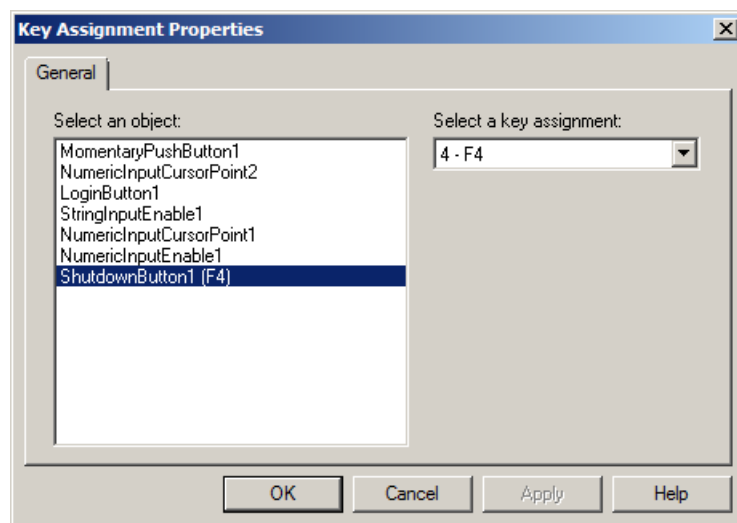 Key Assignment Properties
General
Select an object:
Select a key assignment:
MomentaryPushButton1
4 - F4
NumericInputCursorPoint2
LoginButton1
StringInputEnable1
NumericInputCursorPoint1
NumericInputEnable1
ShutdownButton1 (F4)
OK
Cancel
Apply
Help